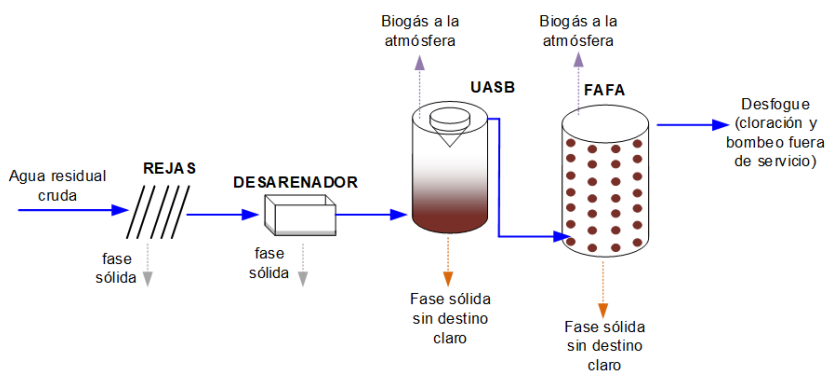 Biogás a la
atmósfera
Biogás a la
atmósfera
UASB
FAFA
Desfogue
(cloración y
bombeo fuera
de servicio)
Agua residual
cruda
REJAS
DESARENADOR
fase
sólida
fase
sólida
Fase sólida
sin destino
claro
Fase sólida
sin destino
claro